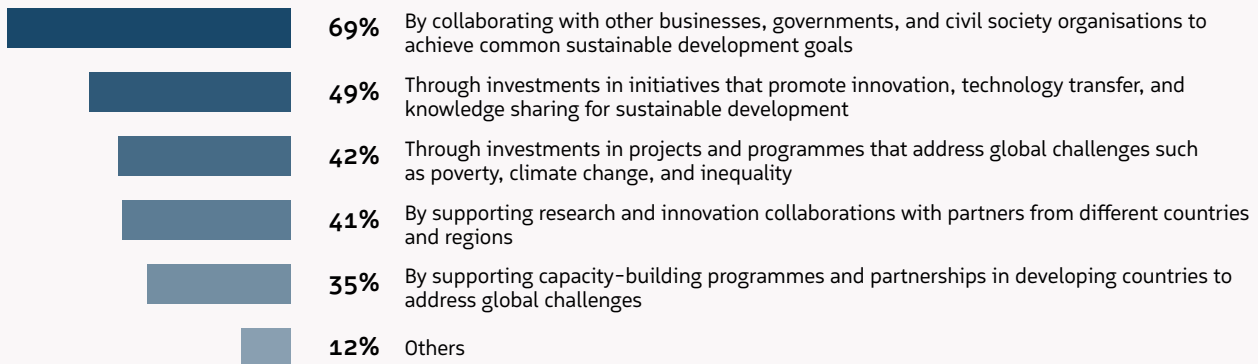 69% By collaborating with other businesses, governments, and civil society organisations to
achieve common sustainable development goals
49% Through investments in initiatives that promote innovation, technology transfer, and
knowledge sharing for sustainable development
42% Through investments in projects and programmes that address global challenges such
as poverty, climate change, and inequality
41% By supporting research and innovation collaborations with partners from different countries
and regions
35% By supporting capacity-building programmes and partnerships in developing countries to
address global challenges
12% Others